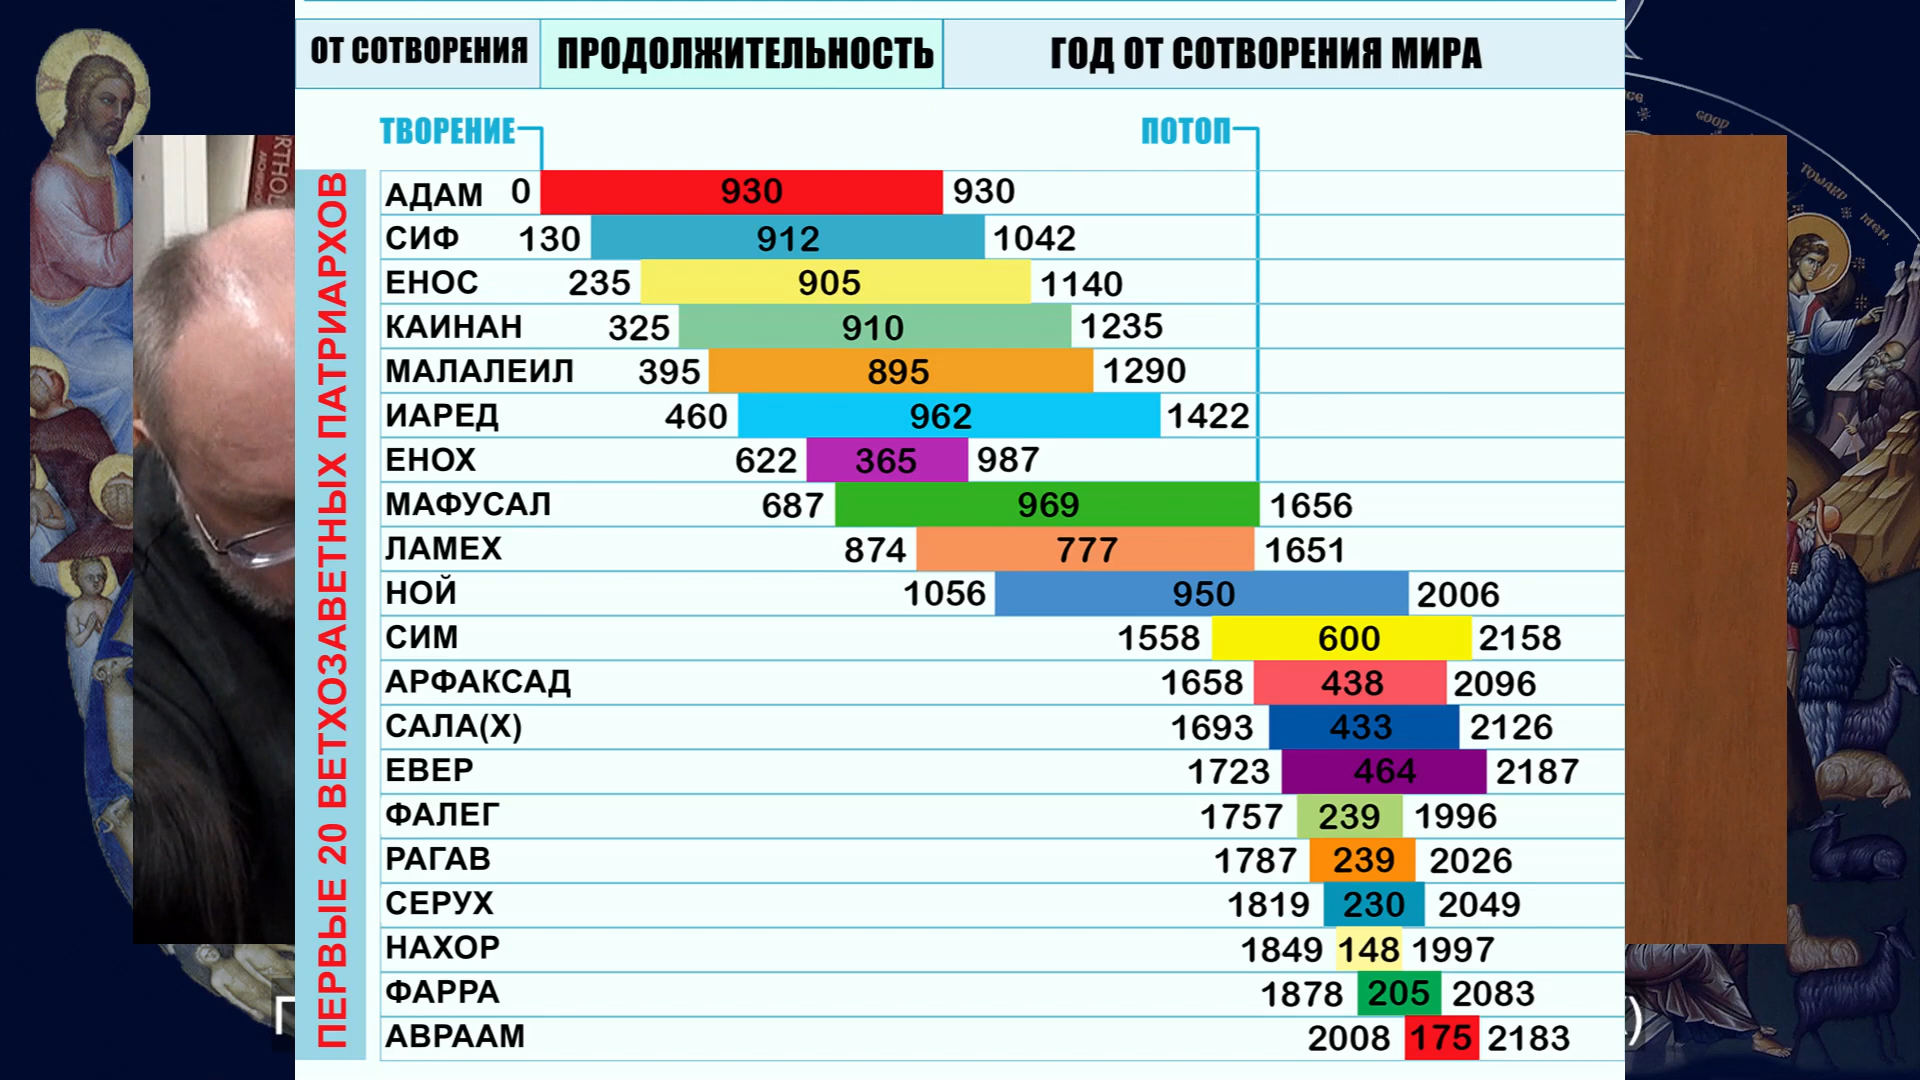 ОТ СОТВОРЕНИЯ ПРОДОЛЖИТЕЛЬНОСТЬ ГОД ОТ СОТВОРЕНИЯ МИРА
ТВОРЕНИЕ ПОТОП
ПЕРВЫЕ 20 ВЕТХОЗАВЕТНЫХ ПАТРИАРХОВ
АДАМ 0 930 930
СИФ 130 912 1042
ЕНОС 235 905 1140
КАИНАН 325 910 1235
МАЛАЛЕИЛ 395 895 1290
ИАРЕД 460 962 1422
ЕНОХ 622 365 987
МАФУСАЛ 687 969 1656
ЛАМЕХ 874 777 1651
НОЙ 1056 950 2006
СИМ 1558 600 2158
АРФАКСАД 1658 438 2096
САЛА(Х) 1693 433 2126
ЕВЕР 1723 464 2187
ФАЛЕГ 1757 239 1996
РАГАВ 1787 239 2026
СЕРУХ 1819 230 2049
НАХОР 1849 148 1997
ФАРРА 1878 205 2083
АВРААМ 2008 175 2183
GOOD
TOWARD
MEN.